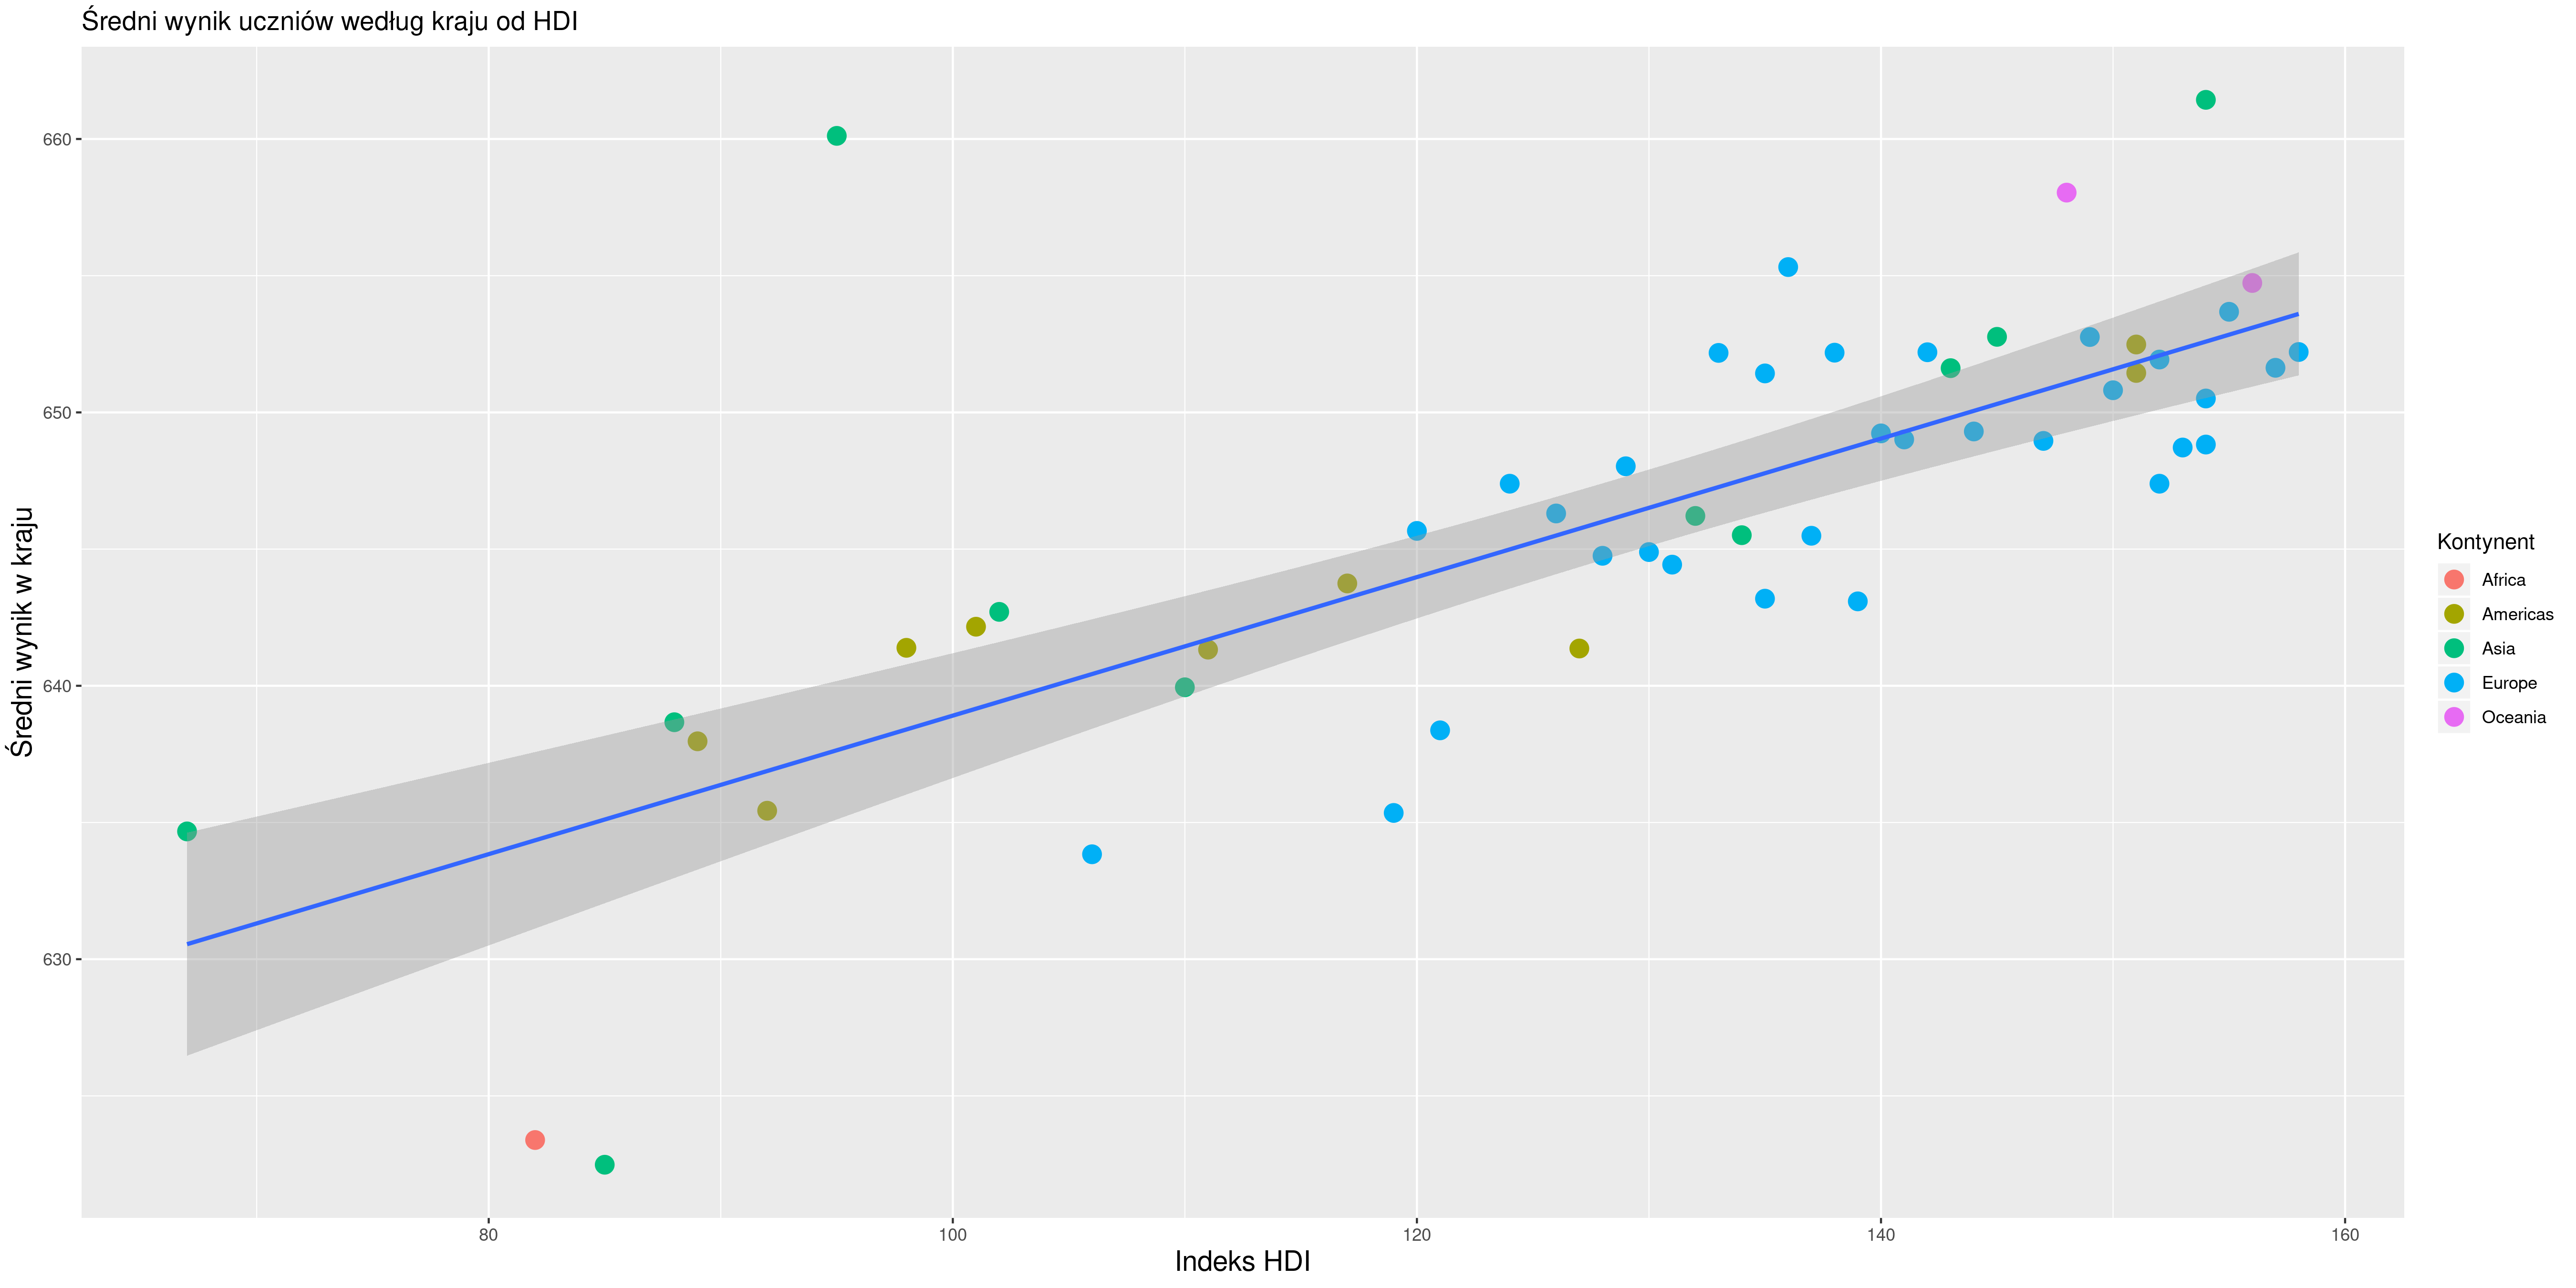 Średni wynik uczniów według kraju od HDI
Średni wynik w kraju
660
650
640
630
80
100
120
140
160
Indeks HDI
Kontynent
Africa
Americas
Asia
Europe
Oceania